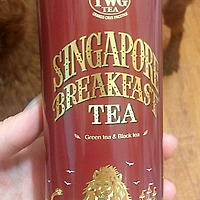 TWG
TEA
SINGAPORE
BREAKFAST
TEA
Green tea & Black tea